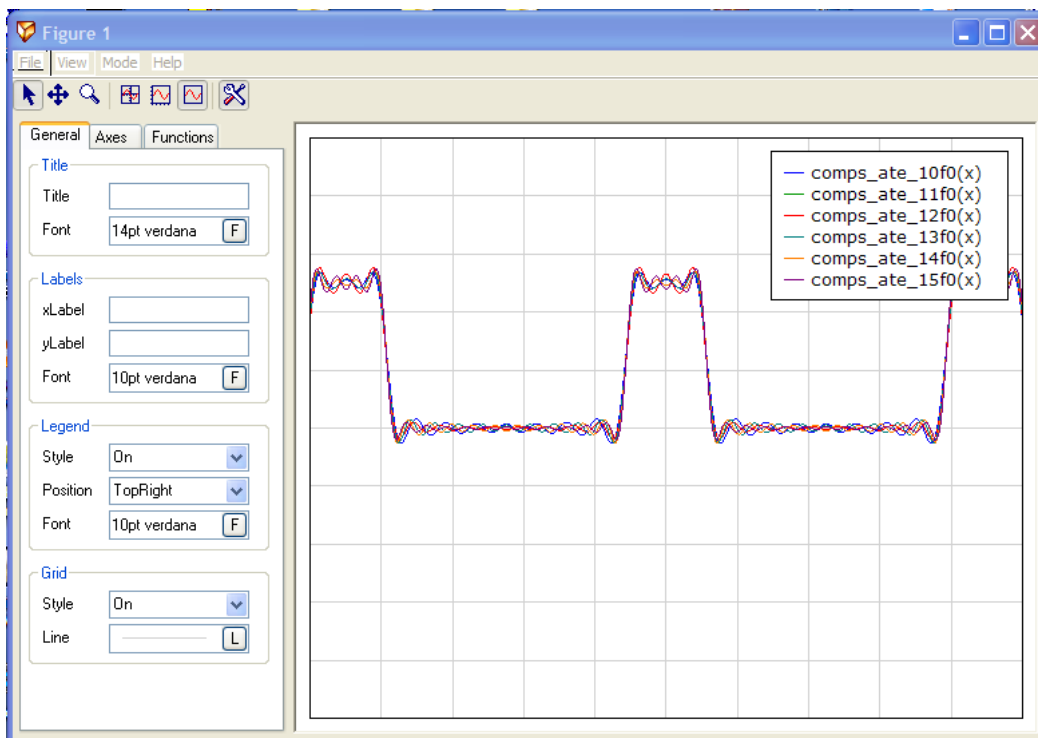 Figure 1
File View Mode Help
General Axes Functions
Title
Title
Font 14pt verdana F
Labels
xLabel
yLabel
Font 10pt verdana F
Legend
Style On
Position TopRight
Font 10pt verdana F
Grid
Style On
Line L
comps_ate_10f0(x)
comps_ate_11f0(x)
comps_ate_12f0(x)
comps_ate_13f0(x)
comps_ate_14f0(x)
comps_ate_15f0(x)